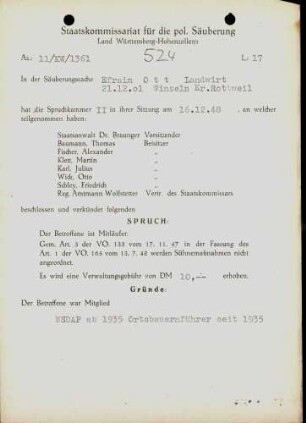 Staatskommissariat für die pol. Säuberung
Land Württemberg-Hohenzollern
Az. 11/XV/1361 524 L. 17
In der Säuberungssache Efrain Ott Landwirt
21.12.01 Winzeln Kr.Rottweil
hat die Spruchkammer II in ihrer Sitzung am 16.12.48 , an welcher
teilgenommen haben:
Staatsanwalt Dr. Vorsitzender
Baumann, Thomas Beisitzer
Fischer, Alexander „
Klett, Martin „
Karl, Julius „
Widt, Otto „
Schley, Friedrich „
Reg. Amtmann Wolfstetter Vertr. des Staatskommissars
beschlossen und verkündet folgenden
SPRUCH:
Der Betroffene ist Mitläufer.
Gem. Art. 3 der VO. 133 vom 17. 11. 47 in der Fassung des
Art. 1 der VO. 165 vom 13. 7. 48 werden Sühnemaßnahmen nicht
angeordnet.
Es wird eine Verwaltungsgebühr von DM 10,-- erhoben.
Gründe:
Der Betroffene war Mitglied
NSDAP ab 1935 Ortsbauernführer seit 1935